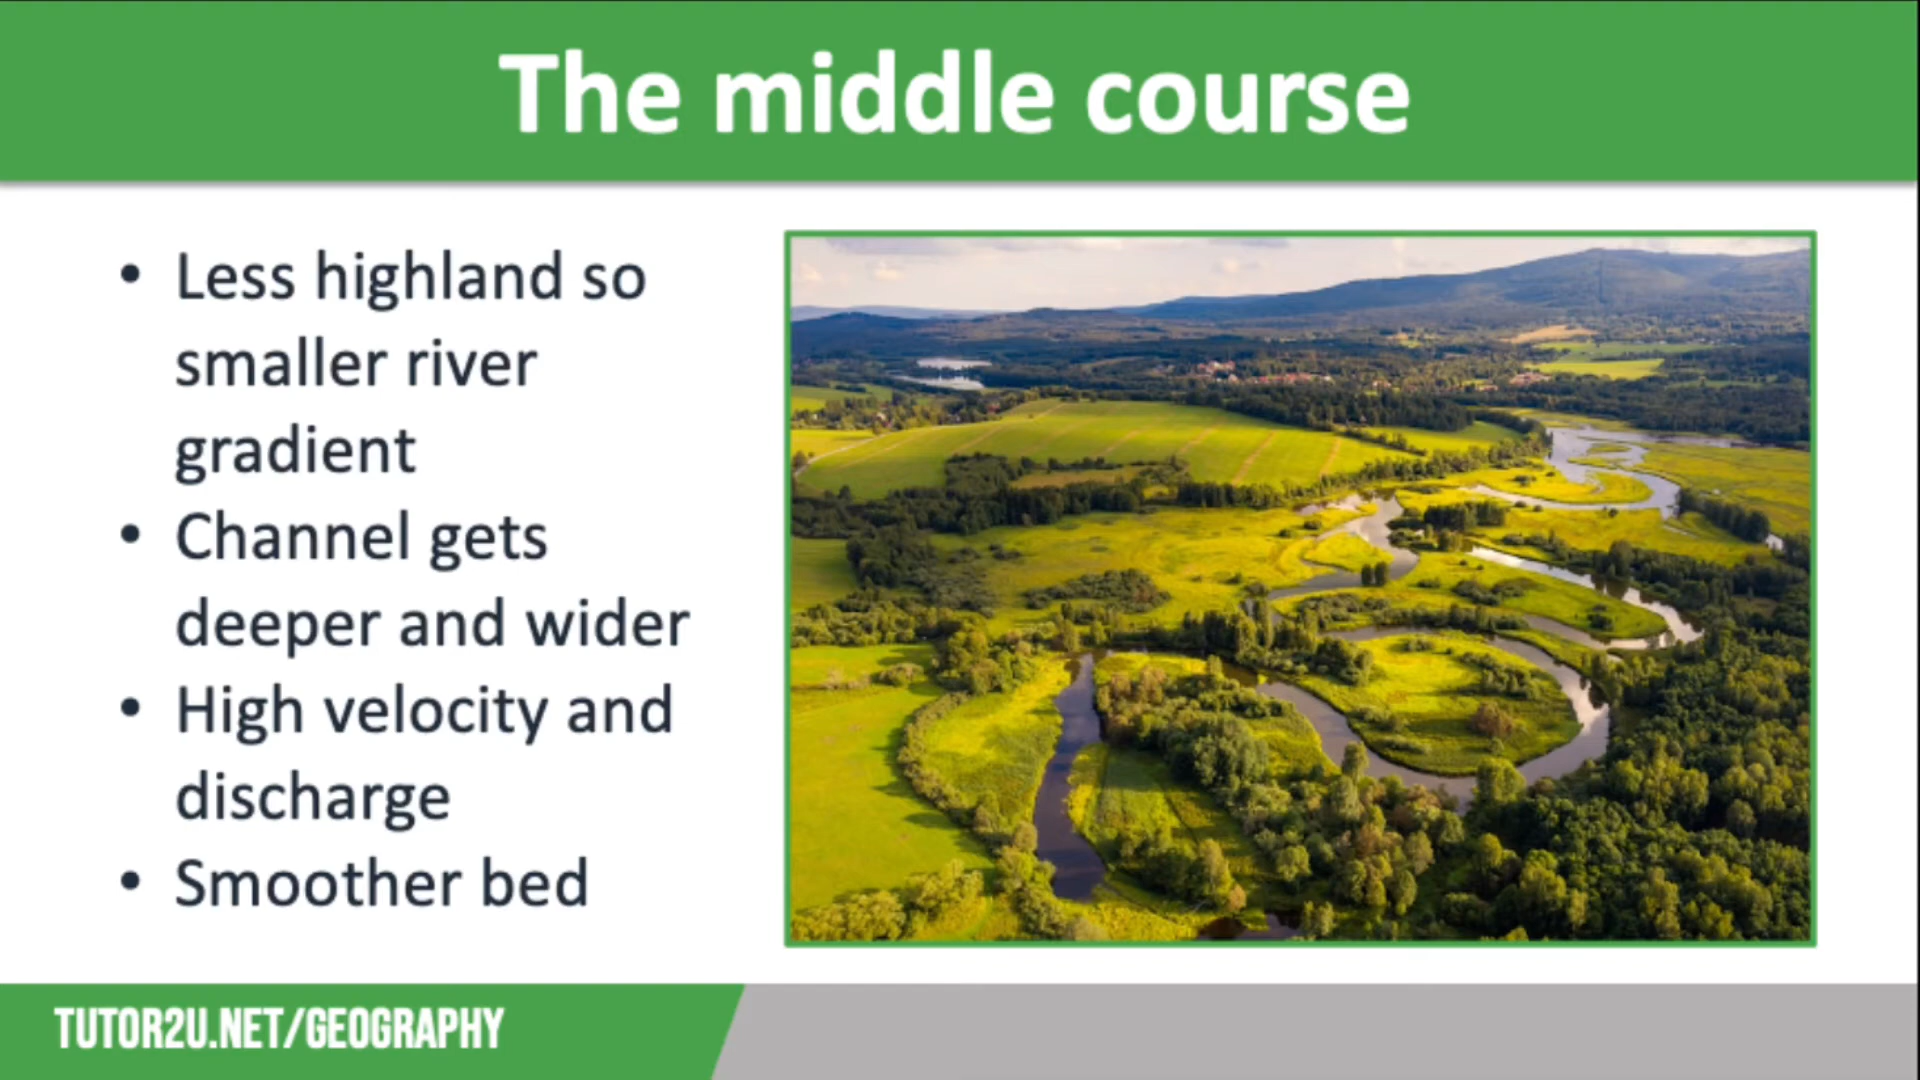 The middle course
• Less highland so
smaller river
gradient
• Channel gets
deeper and wider
• High velocity and
discharge
• Smoother bed
TUTOR2U.NET/GEOGRAPHY